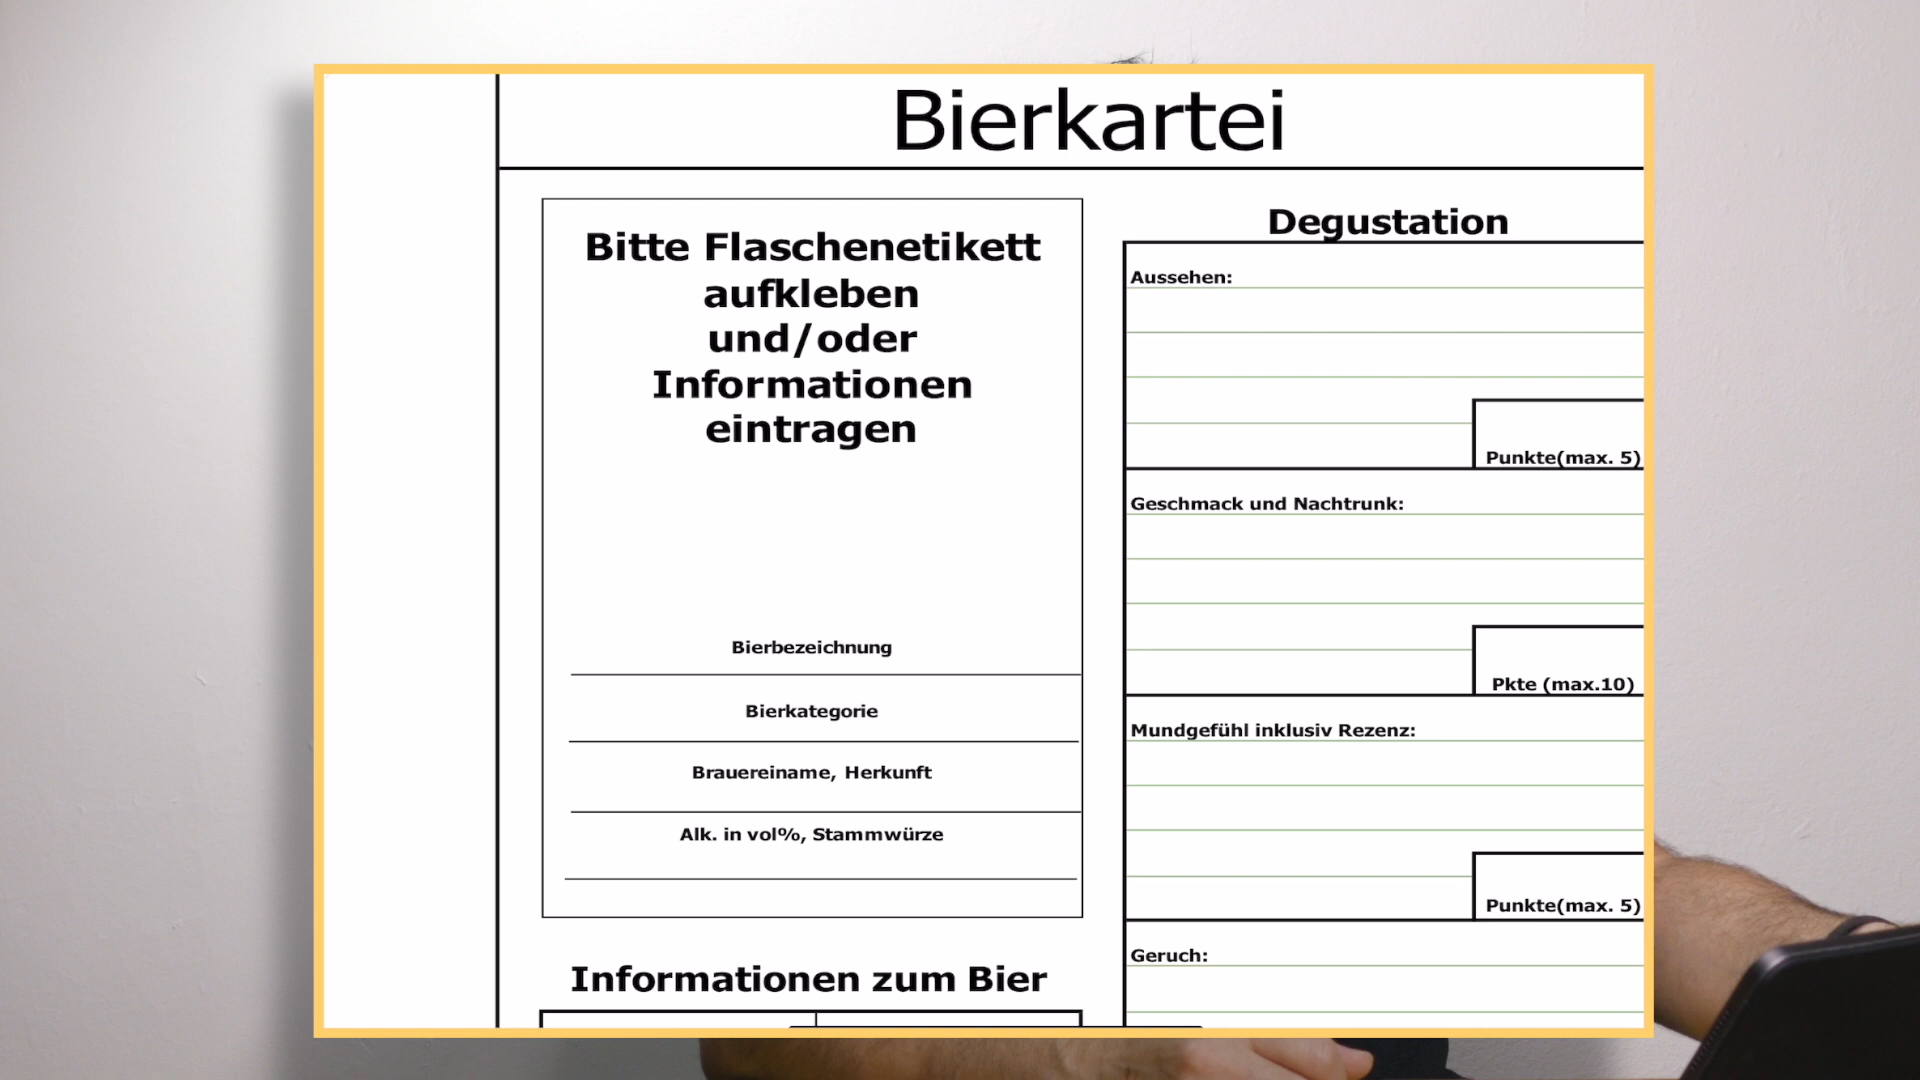 Bierkartei
Bitte Flaschenetikett
aufkleben
und/oder
Informationen
eintragen
Bierbezeichnung
Bierkategorie
Brauereiname, Herkunft
Alk. in vol%, Stammwürze
Informationen zum Bier
Degustation
Aussehen:
Punkte(max. 5)
Geschmack und Nachtrunk:
Pkte (max.10)
Mundgefühl inklusiv Rezenz:
Punkte(max. 5)
Geruch: